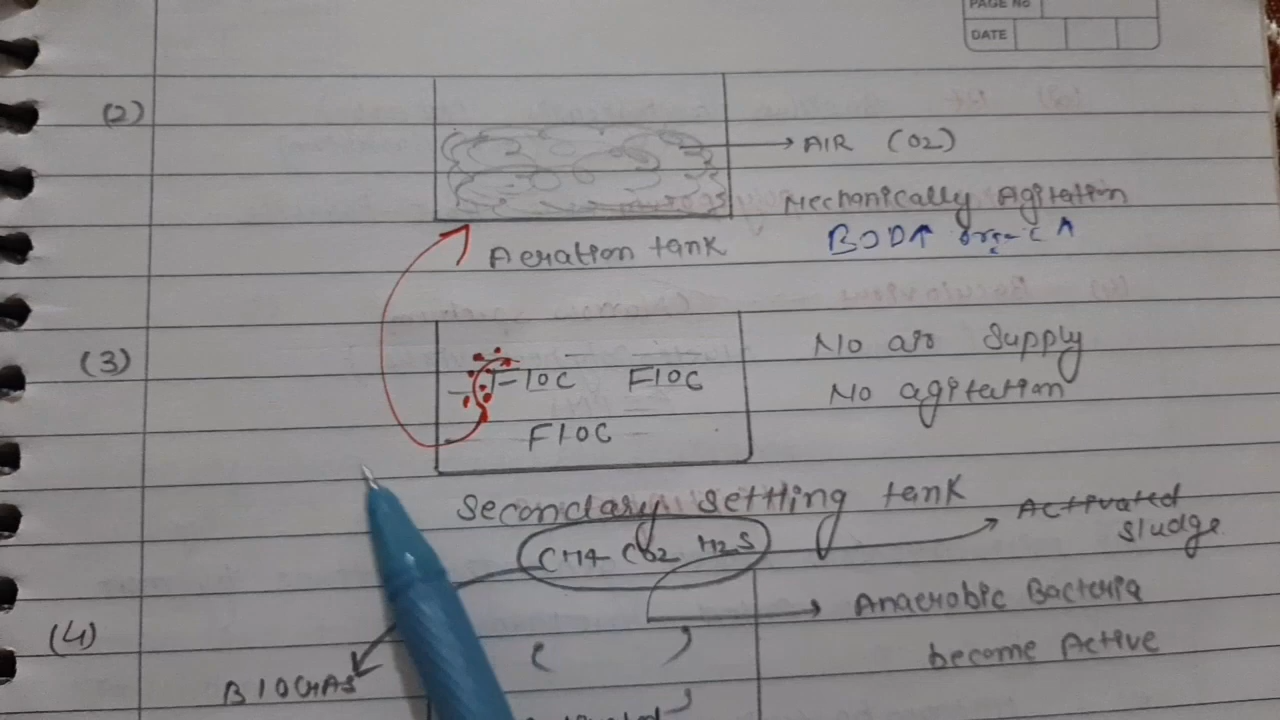 PAGE No
DATE
(2)
AIR (O2)
Mechanically Agitation
Aeration tank
BOD↑ orga-c ↑
(3)
No air Supply
Floc Floc
No agitation
Floc
Secondary Settling tank
Activated
Sludge
CH4 CO2 H2S
Anaerobic Bacteria
(4)
become Active
BIOGAS